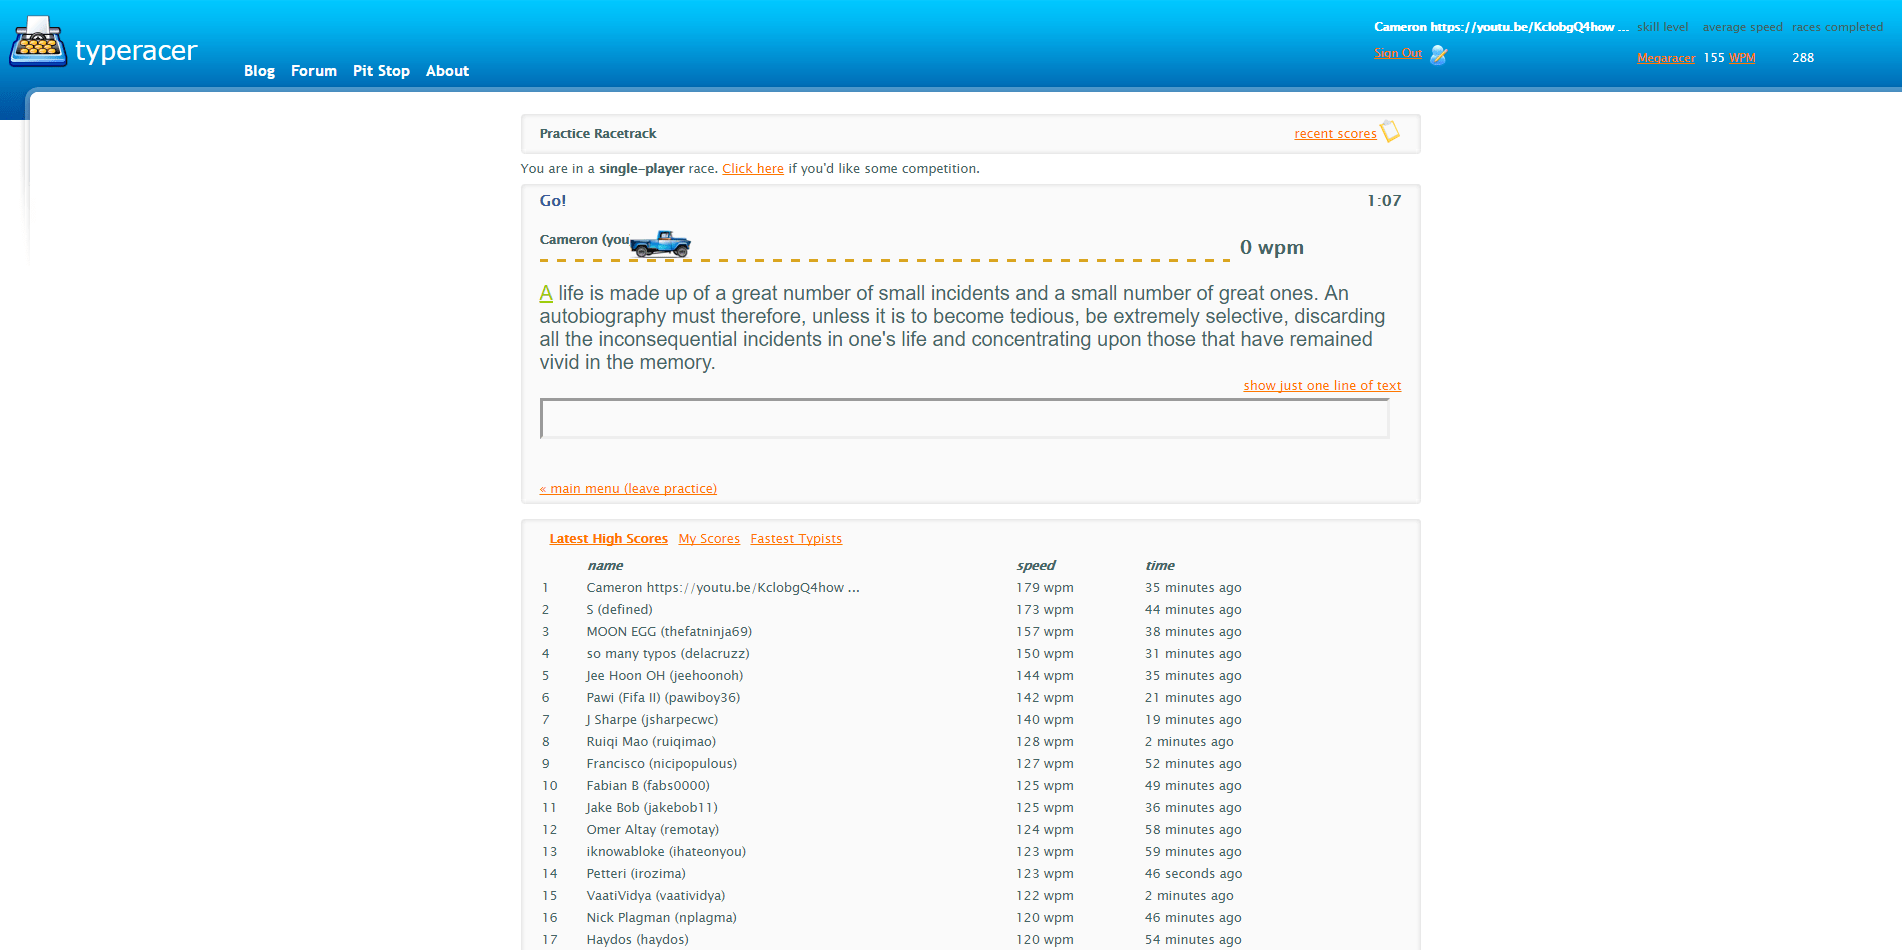 typeracer
Blog Forum Pit Stop About
Cameron https://youtu.be/KclobgQ4how ... skill level average speed races completed
Sign Out Megaracer 155 WPM 288
Practice Racetrack recent scores
You are in a single-player race. Click here if you'd like some competition.
Go! 1:07
Cameron (you 0 wpm
A life is made up of a great number of small incidents and a small number of great ones. An
autobiography must therefore, unless it is to become tedious, be extremely selective, discarding
all the inconsequential incidents in one's life and concentrating upon those that have remained
vivid in the memory.
show just one line of text
« main menu (leave practice)
Latest High Scores My Scores Fastest Typists
name speed time
1 Cameron https://youtu.be/KclobgQ4how ... 179 wpm 35 minutes ago
2 S (defined) 173 wpm 44 minutes ago
3 MOON EGG (thefatninja69) 157 wpm 38 minutes ago
4 so many typos (delacruzz) 150 wpm 31 minutes ago
5 Jee Hoon OH (jeehoonoh) 144 wpm 35 minutes ago
6 Pawi (Fifa II) (pawiboy36) 142 wpm 21 minutes ago
7 J Sharpe (jsharpecwc) 140 wpm 19 minutes ago
8 Ruiqi Mao (ruiqimao) 128 wpm 2 minutes ago
9 Francisco (nicipopulous) 127 wpm 52 minutes ago
10 Fabian B (fabs0000) 125 wpm 49 minutes ago
11 Jake Bob (jakebob11) 125 wpm 36 minutes ago
12 Omer Altay (remotay) 124 wpm 58 minutes ago
13 iknowabloke (ihateonyou) 123 wpm 59 minutes ago
14 Petteri (irozima) 123 wpm 46 seconds ago
15 VaatiVidya (vaatividya) 122 wpm 2 minutes ago
16 Nick Plagman (nplagma) 120 wpm 46 minutes ago
17 Haydos (haydos) 120 wpm 54 minutes ago